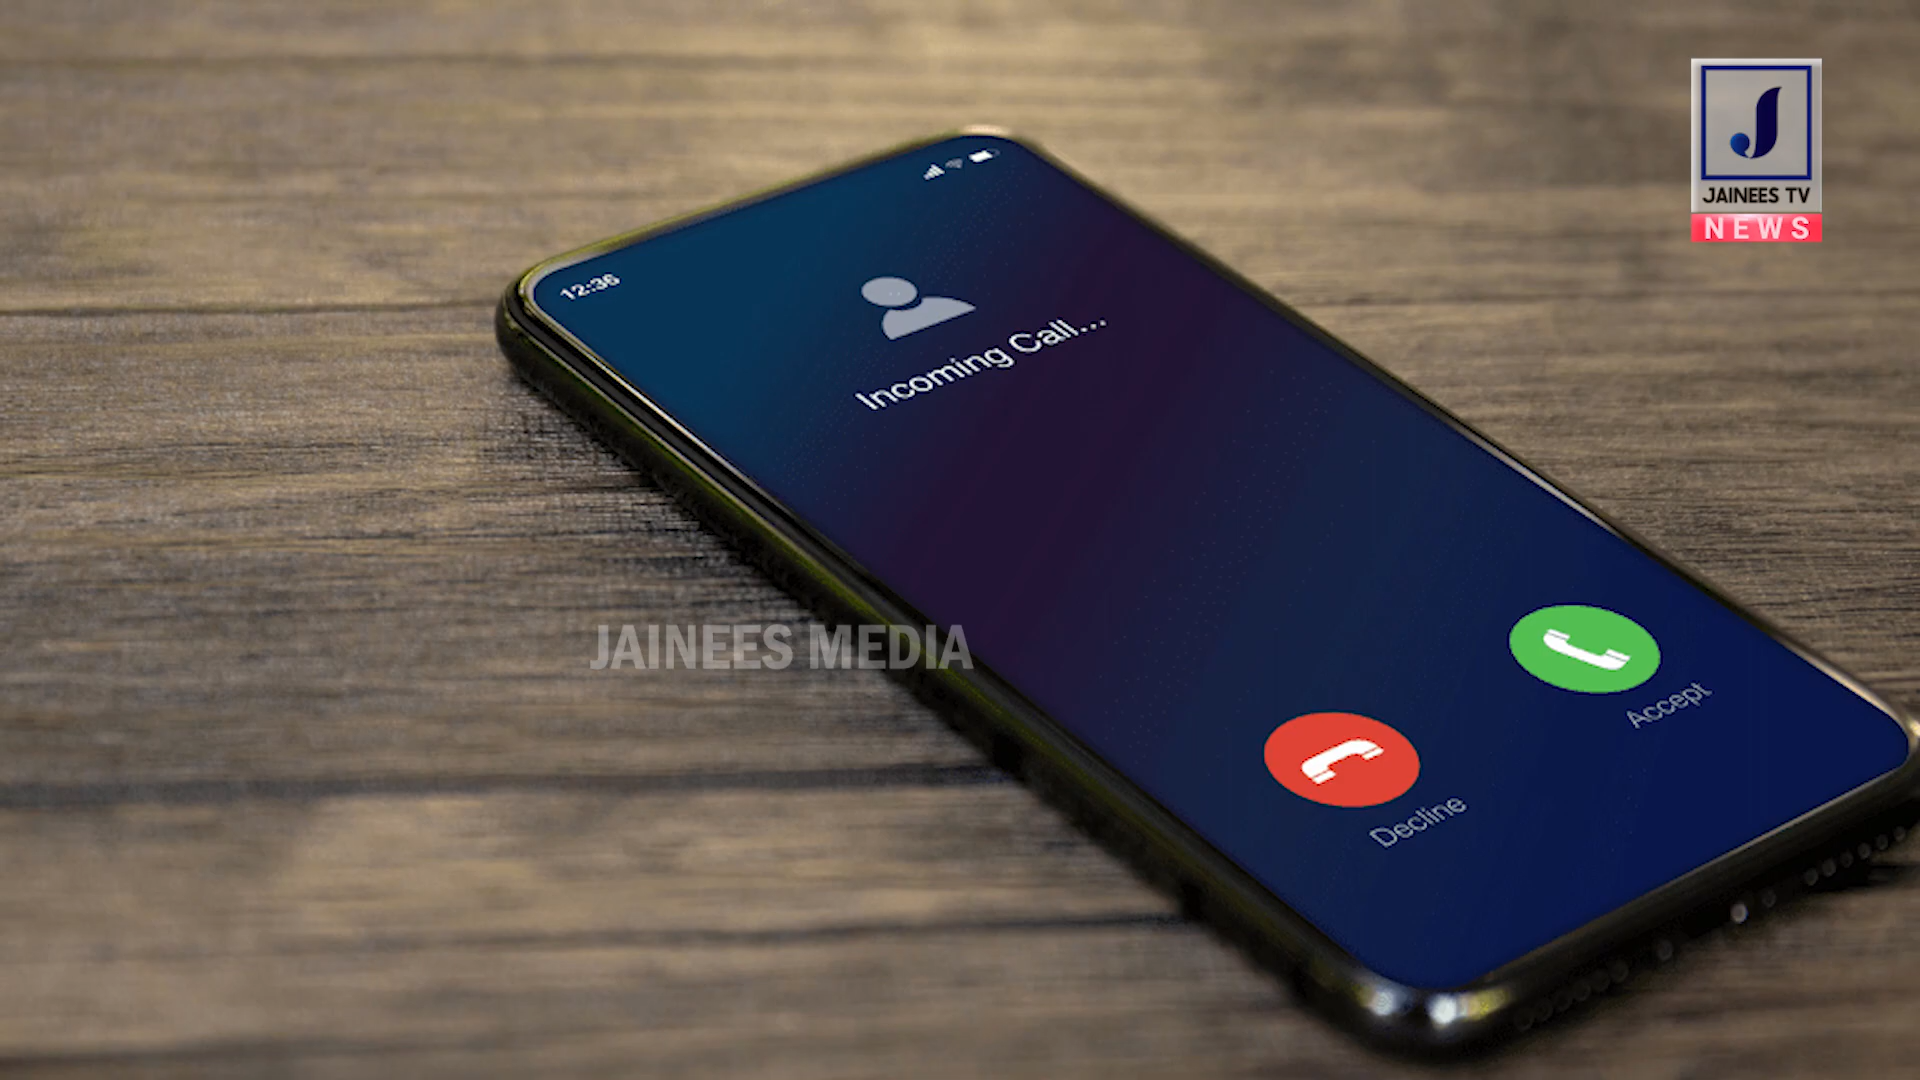 J
JAINEES TV
NEWS
12:36
Incoming Call...
JAINEES MEDIA
Accept
Decline